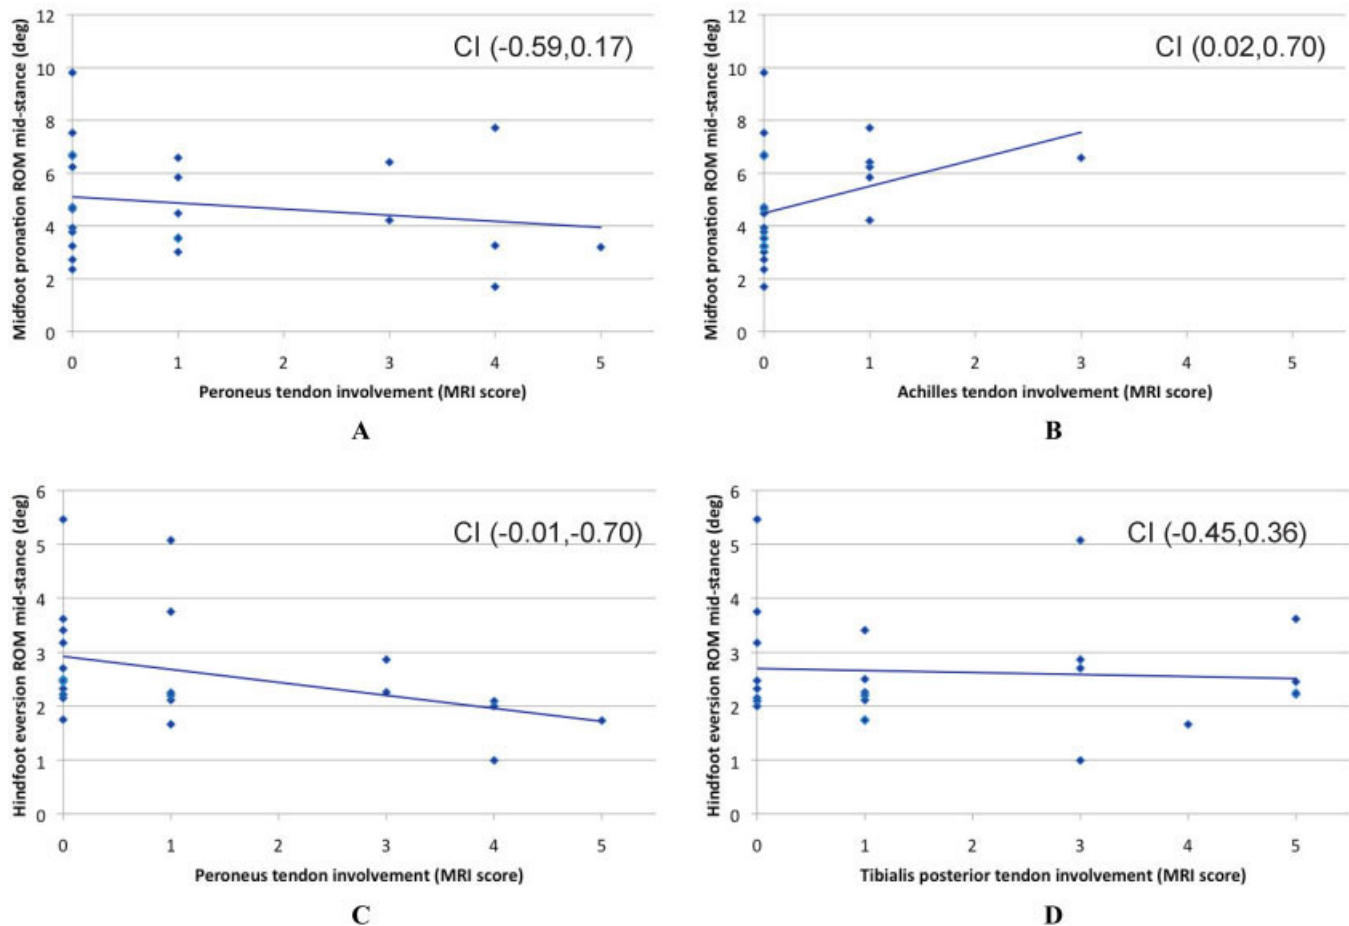 12
10
8
6
4
2
0
Midfoot pronation ROM mid-stance (deg)
CI (-0.59,0.17)
0 1 2 3 4 5
Peroneus tendon involvement (MRI score)
A
12
10
8
6
4
2
0
Midfoot pronation ROM mid-stance (deg)
CI (0.02,0.70)
0 1 2 3 4 5
Achilles tendon involvement (MRI score)
B
6
5
4
3
2
1
0
Hindfoot eversion ROM mid-stance (deg)
CI (-0.01,-0.70)
0 1 2 3 4 5
Peroneus tendon involvement (MRI score)
C
6
5
4
3
2
1
0
Hindfoot eversion ROM mid-stance (deg)
CI (-0.45,0.36)
0 1 2 3 4 5
Tibialis posterior tendon involvement (MRI score)
D